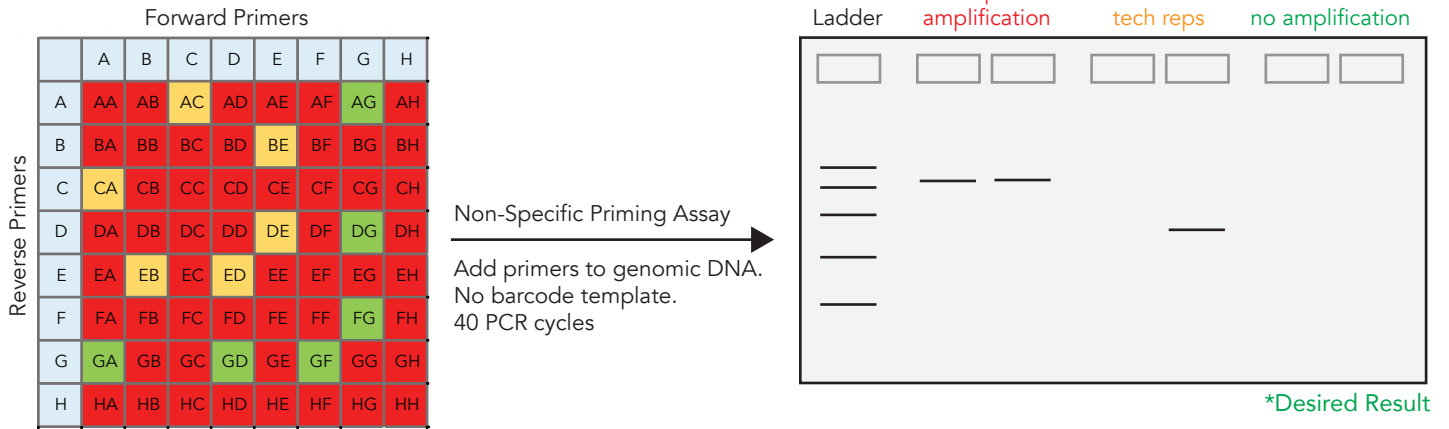 Forward Primers
Reverse Primers
A B C D E F G H
A AA AB AC AD AE AF AG AH
B BA BB BC BD BE BF BG BH
C CA CB CC CD CE CF CG CH
D DA DB DC DD DE DF DG DH
E EA EB EC ED EE EF EG EH
F FA FB FC FD FE FF FG FH
G GA GB GC GD GE GF GG GH
H HA HB HC HD HE HF HG HH
Non-Specific Priming Assay
Add primers to genomic DNA.
No barcode template.
40 PCR cycles
Ladder amplification tech reps no amplification
*Desired Result